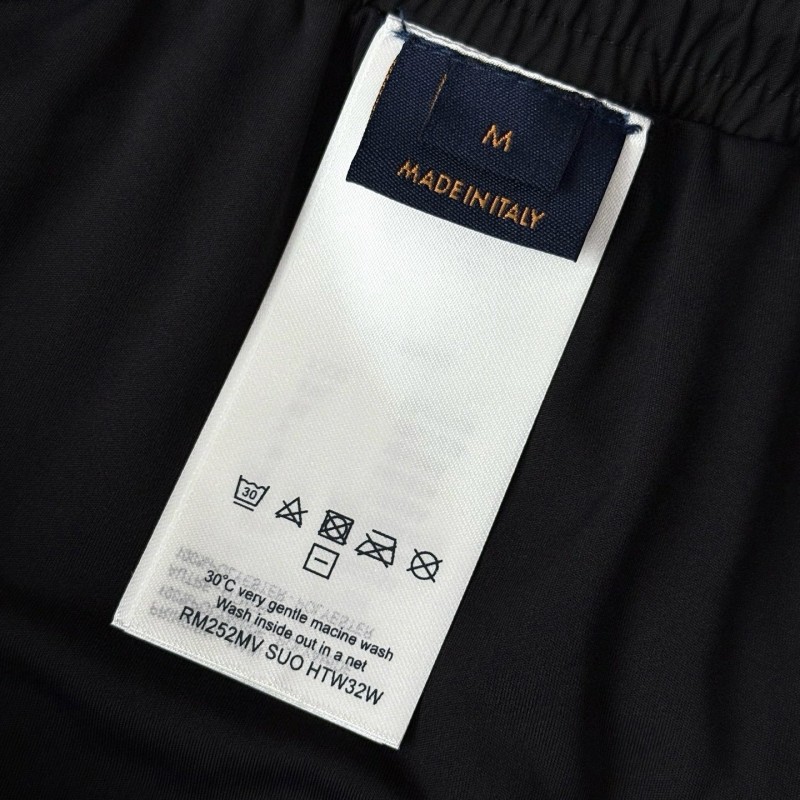 M
MADE IN ITALY
30
30°C very gentle macine wash
Wash inside out in a net
RM252MV SUO HTW32W